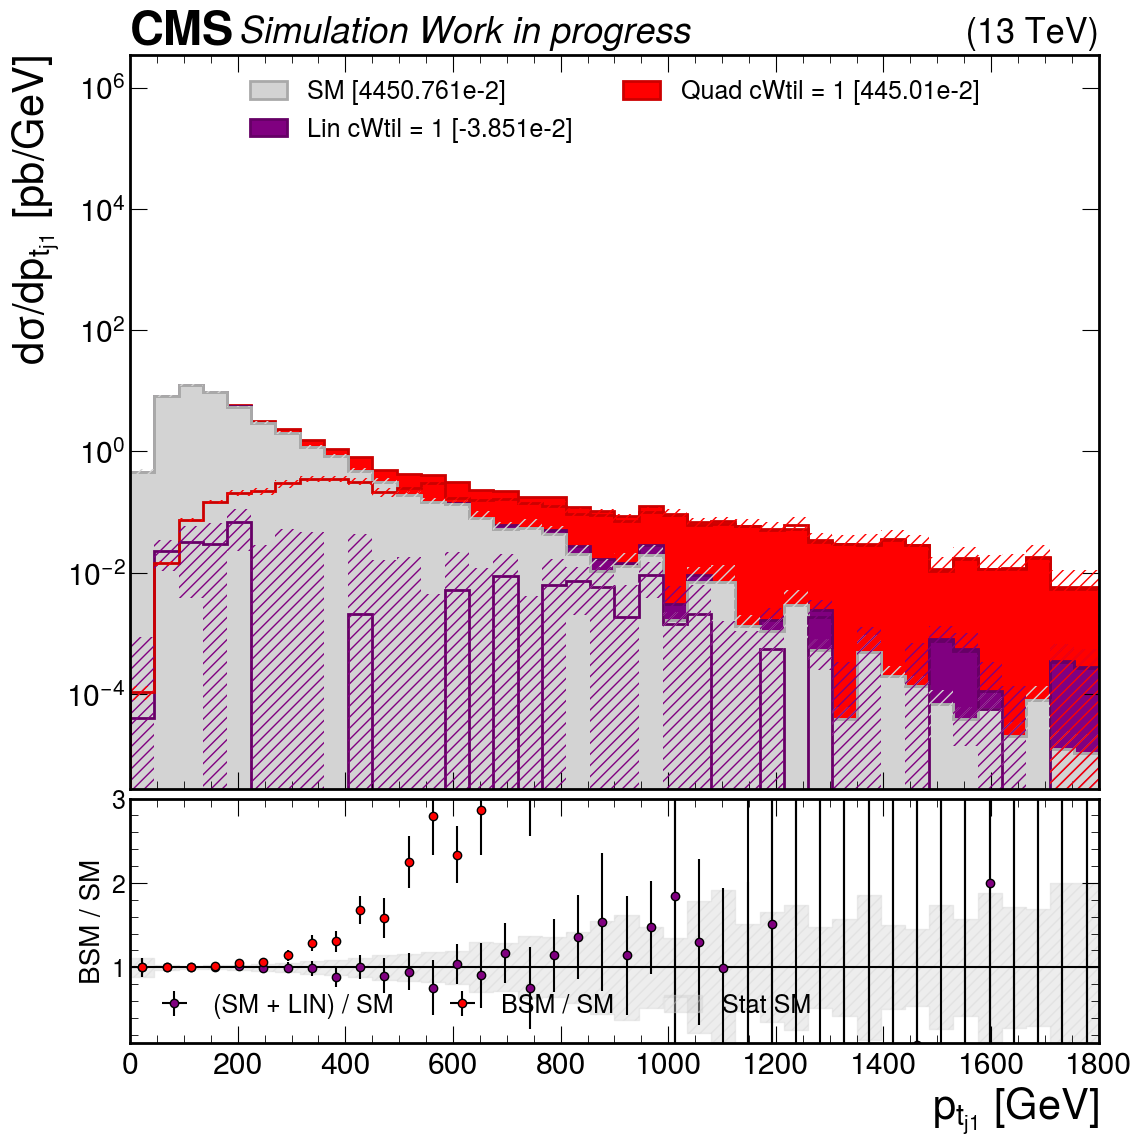 CMS Simulation Work in progress (13 TeV)
dσ/dp_{t_{j1}} [pb/GeV]
SM [4450.761e-2]
Quad cWtil = 1 [445.01e-2]
Lin cWtil = 1 [-3.851e-2]
10^6
10^4
10^2
10^0
10^{-2}
10^{-4}
BSM / SM
3
2
1
(SM + LIN) / SM
BSM / SM
Stat SM
0 200 400 600 800 1000 1200 1400 1600 1800
p_{t_{j1}} [GeV]